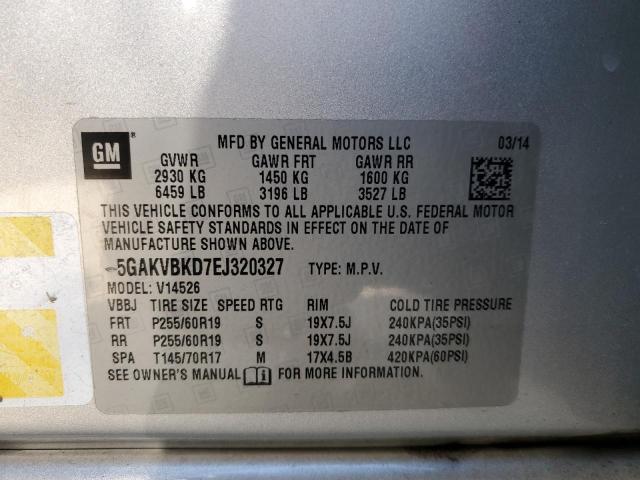 GM ® MFD BY GENERAL MOTORS LLC 03/14
GVWR GAWR FRT GAWR RR
2930 KG 1450 KG 1600 KG
6459 LB 3196 LB 3527 LB
THIS VEHICLE CONFORMS TO ALL APPLICABLE U.S. FEDERAL MOTOR
VEHICLE SAFETY STANDARDS IN EFFECT ON THE DATE OF
MANUFACTURE SHOWN ABOVE.
5GAKVBKD7EJ320327 TYPE: M.P.V.
MODEL: V14526
VBBJ TIRE SIZE SPEED RTG RIM COLD TIRE PRESSURE
FRT P255/60R19 S 19X7.5J 240KPA(35PSI)
RR P255/60R19 S 19X7.5J 240KPA(35PSI)
SPA T145/70R17 M 17X4.5B 420KPA(60PSI)
SEE OWNER'S MANUAL FOR MORE INFORMATION.